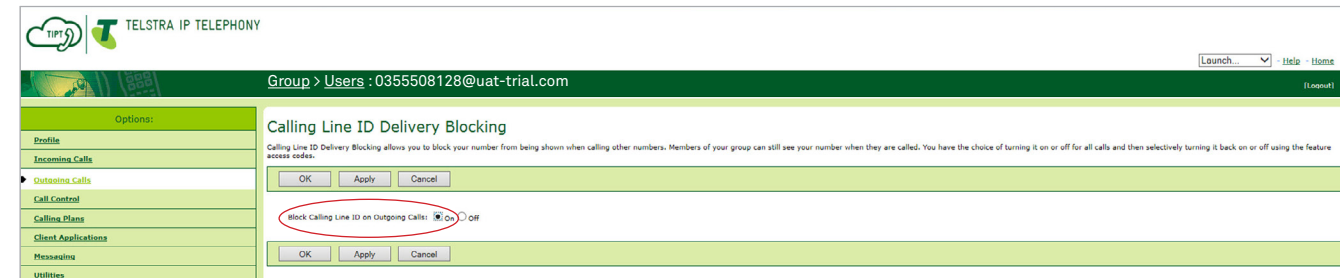 TIPT
TELSTRA IP TELEPHONY
Launch... - Help - Home
Group > Users : 0355508128@uat-trial.com
[Logout]
Options:
Profile
Incoming Calls
Outgoing Calls
Call Control
Calling Plans
Client Applications
Messaging
Utilities
Calling Line ID Delivery Blocking
Calling Line ID Delivery Blocking allows you to block your number from being shown when calling other numbers. Members of your group can still see your number when they are called. You have the choice of turning it on or off for all calls and then selectively turning it back on or off using the feature
access codes.
OK Apply Cancel
Block Calling Line ID on Outgoing Calls: On Off
OK Apply Cancel